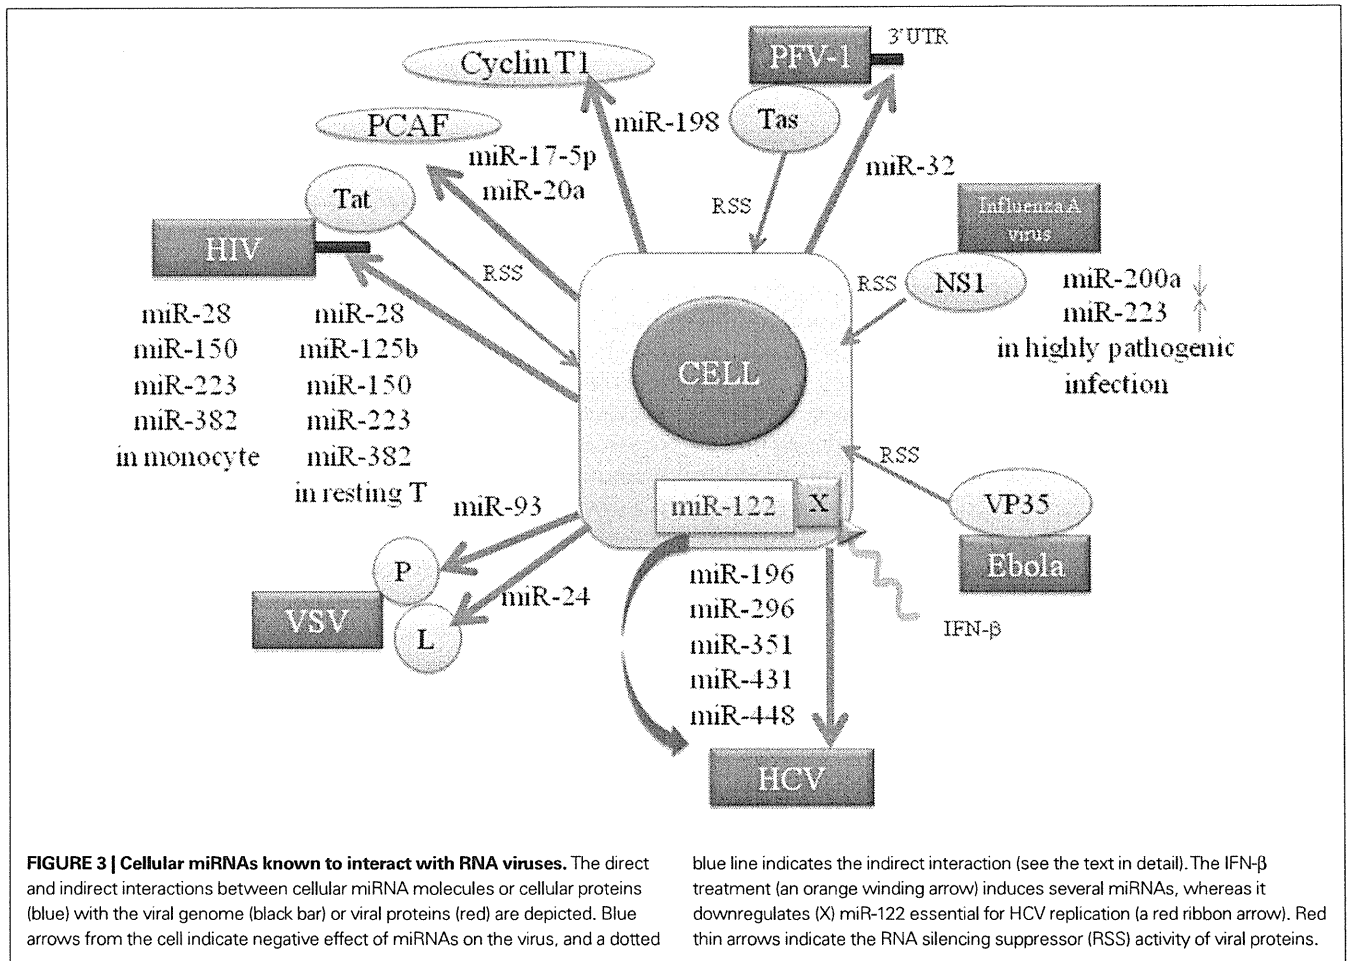 Cyclin T1
PFV-1
3'UTR
PCAF
miR-198
Tas
miR-17-5p
miR-20a
miR-32
Tat
RSS
Influenza A
virus
HIV
RSS
RSS
NS1
miR-200a
miR-223
in highly pathogenic
infection
miR-28
miR-150
miR-223
miR-382
in monocyte
miR-28
miR-125b
miR-150
miR-223
miR-382
in resting T
CELL
RSS
VP35
Ebola
miR-122
X
miR-93
P
miR-24
VSV
L
miR-196
miR-296
miR-351
miR-431
miR-448
IFN-β
HCV
FIGURE 3 | Cellular miRNAs known to interact with RNA viruses. The direct
and indirect interactions between cellular miRNA molecules or cellular proteins
(blue) with the viral genome (black bar) or viral proteins (red) are depicted. Blue
arrows from the cell indicate negative effect of miRNAs on the virus, and a dotted
blue line indicates the indirect interaction (see the text in detail). The IFN-β
treatment (an orange winding arrow) induces several miRNAs, whereas it
downregulates (X) miR-122 essential for HCV replication (a red ribbon arrow). Red
thin arrows indicate the RNA silencing suppressor (RSS) activity of viral proteins.